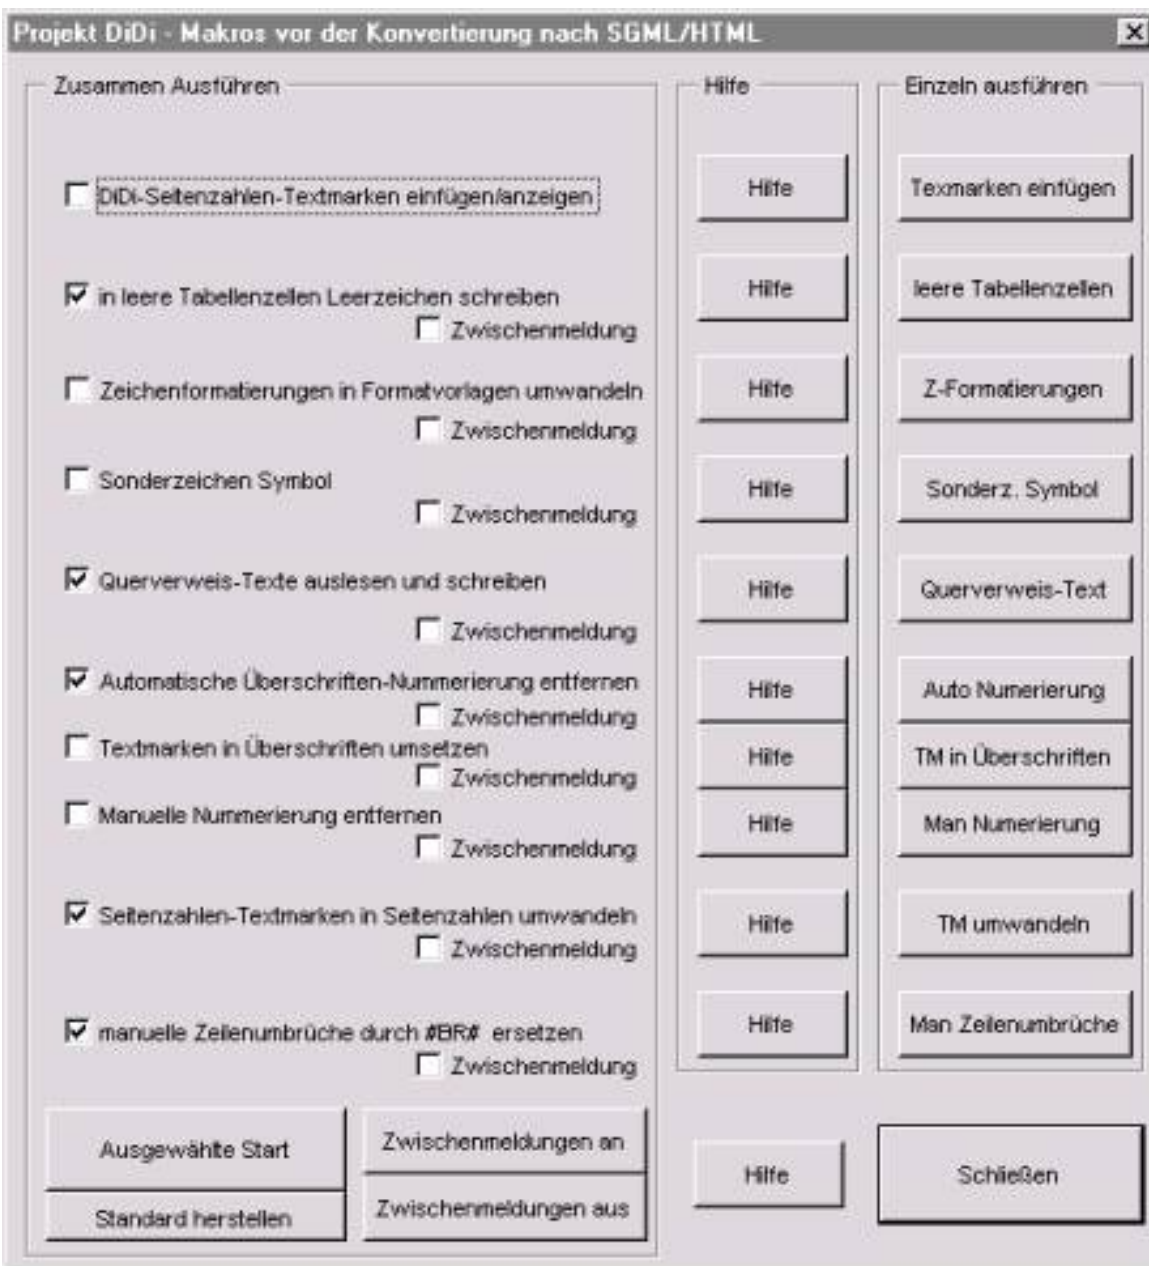 Projekt DiDi - Makros vor der Konvertierung nach SGML/HTML
Zusammen Ausführen
Hilfe
Einzeln ausführen
DiDi-Seitenzahlen-Textmarken einfügen/anzeigen
Hilfe
Texmarken einfügen
in leere Tabellenzellen Leerzeichen schreiben
Hilfe
leere Tabellenzellen
Zwischenmeldung
Zeichenformatierungen in Formatvorlagen umwandeln
Hilfe
Z-Formatierungen
Zwischenmeldung
Sonderzeichen Symbol
Hilfe
Sonderz. Symbol
Zwischenmeldung
Querverweis-Texte auslesen und schreiben
Hilfe
Querverweis-Text
Zwischenmeldung
Automatische Überschriften-Nummerierung entfernen
Hilfe
Auto Numerierung
Zwischenmeldung
Textmarken in Überschriften umsetzen
Hilfe
TM in Überschriften
Zwischenmeldung
Manuelle Nummerierung entfernen
Hilfe
Man Numerierung
Zwischenmeldung
Seitenzahlen-Textmarken in Seitenzahlen umwandeln
Hilfe
TM umwandeln
Zwischenmeldung
manuelle Zeilenumbrüche durch #BR# ersetzen
Hilfe
Man Zeilenumbrüche
Zwischenmeldung
Ausgewählte Start
Zwischenmeldungen an
Hilfe
Schließen
Standard herstellen
Zwischenmeldungen aus